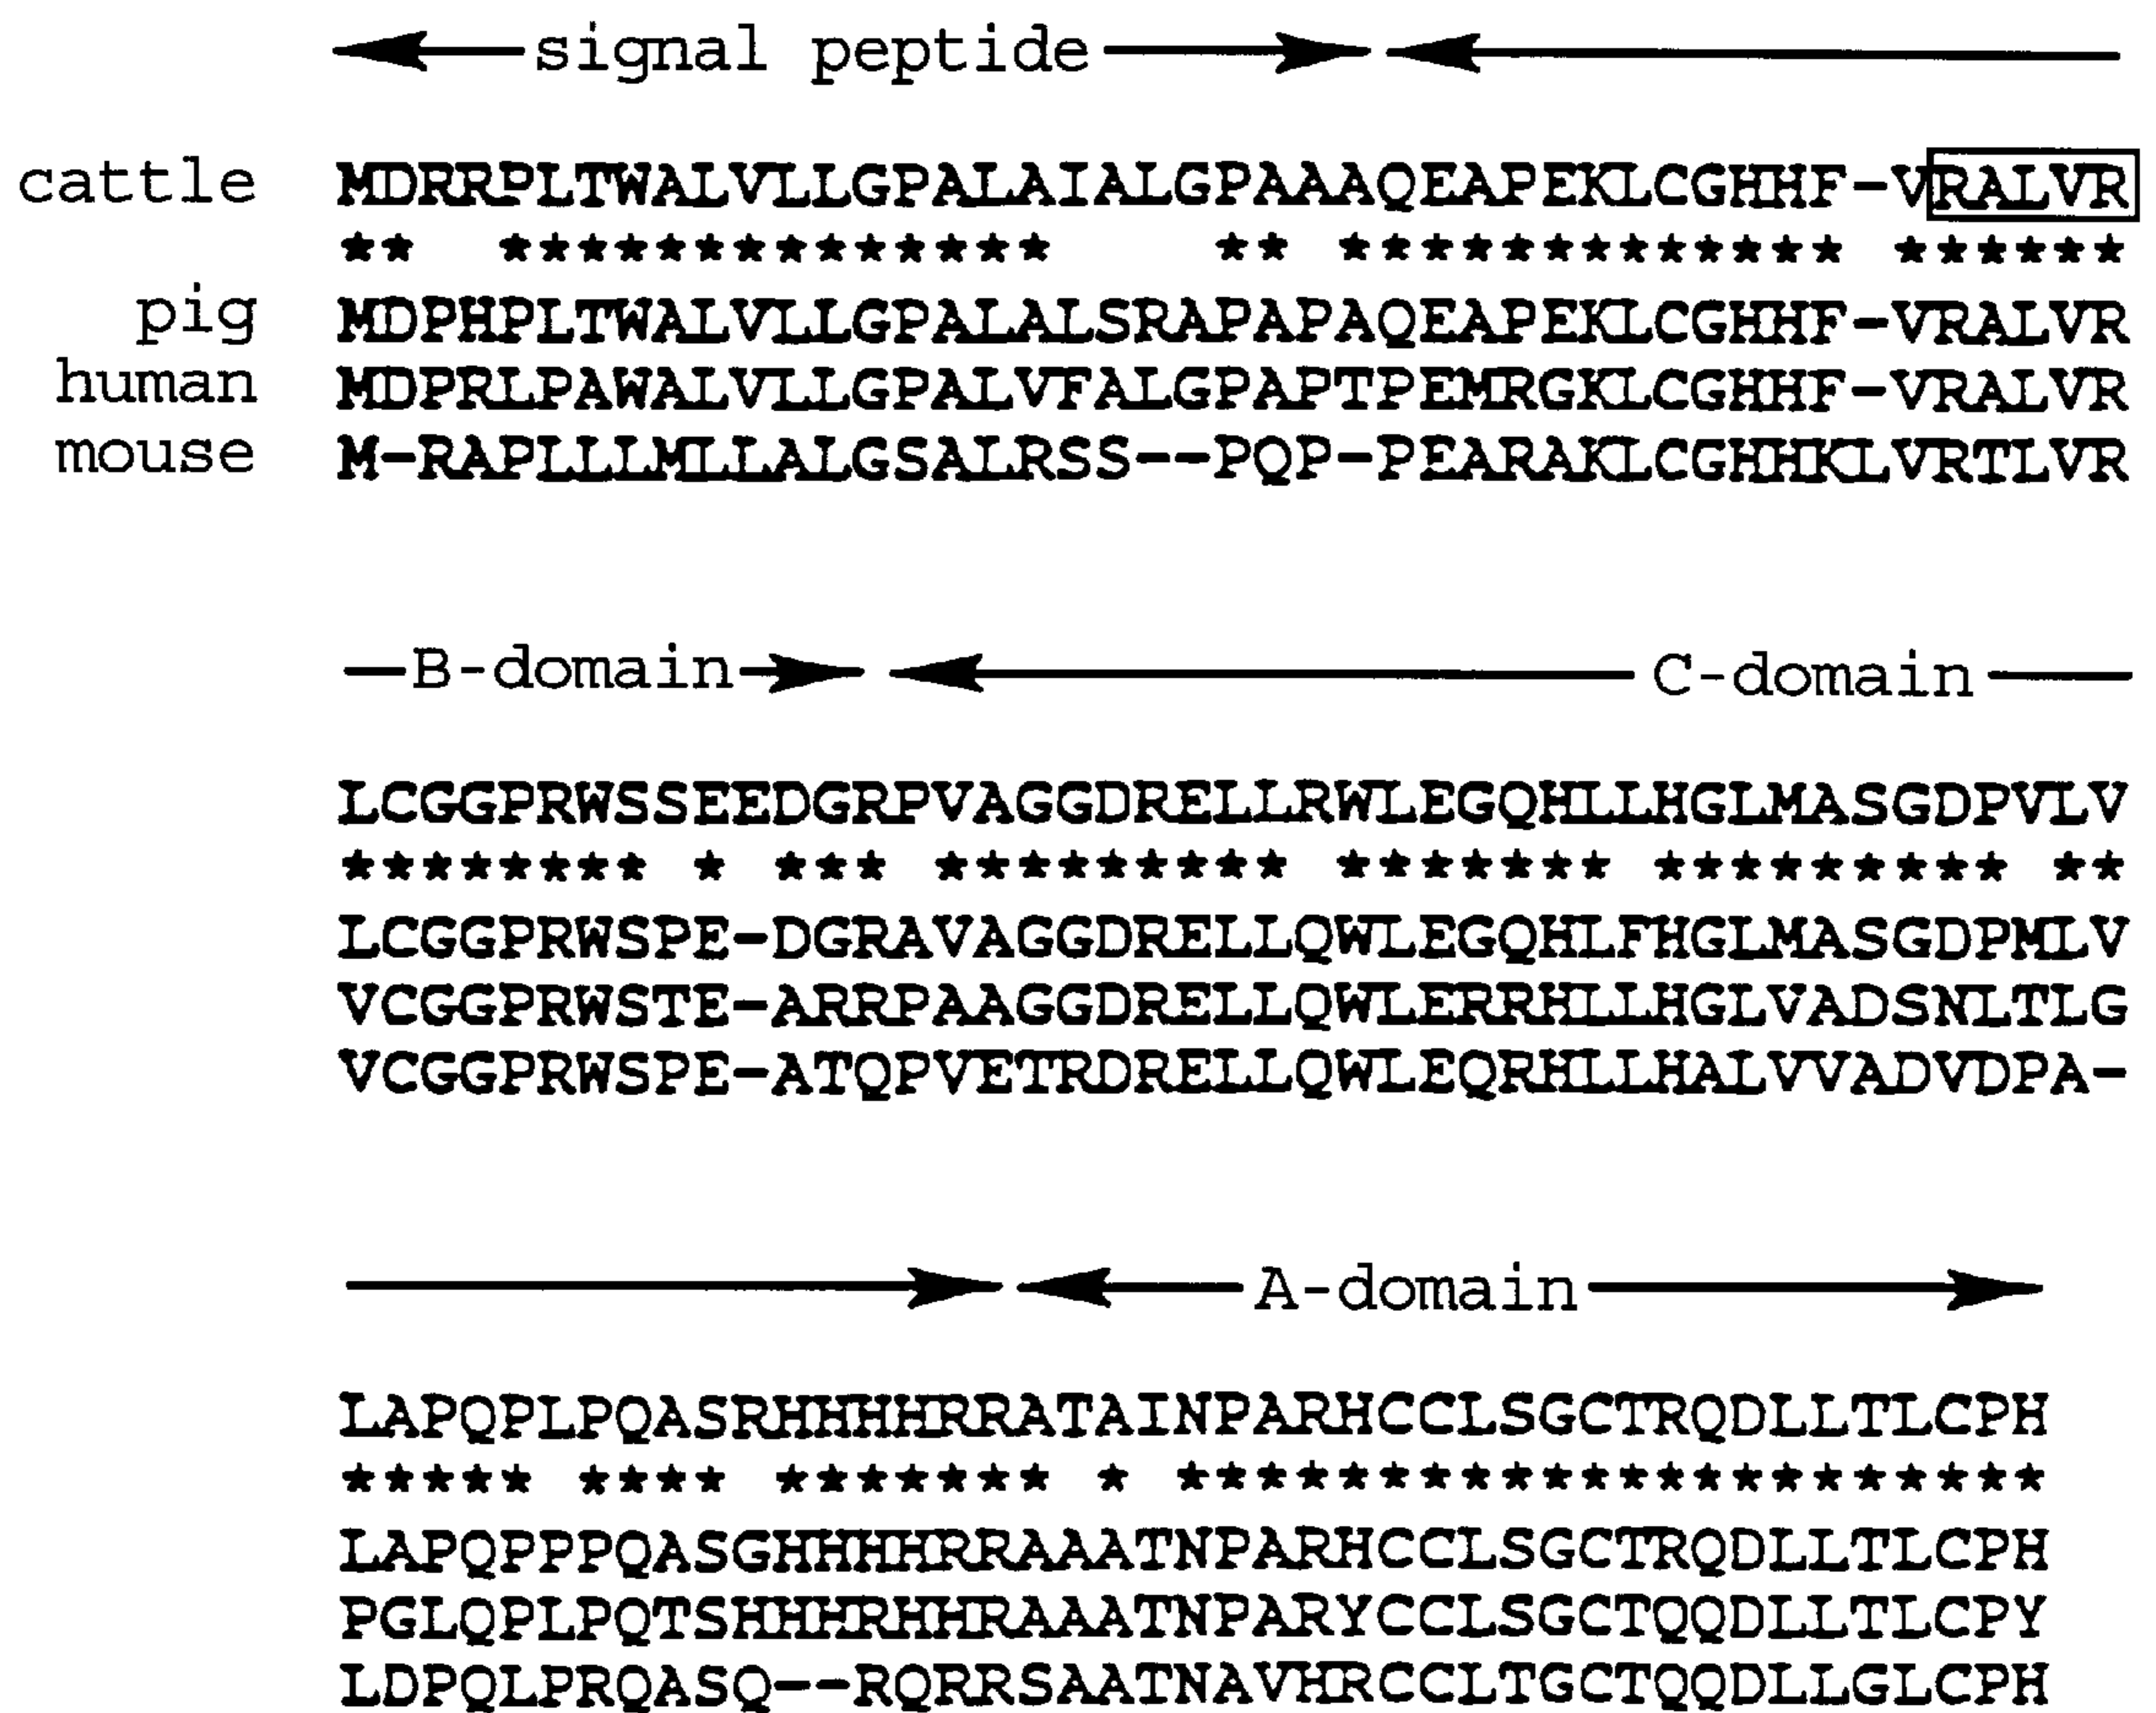 signal peptide
cattle MDRRPLTWALVLLGPALAIALGPAAAQEAPEKLCGHHF-VRALVR
** ************** ** ************* ******
pig MDPHPLTWALVLLGPALALSRAPAPAQEAPEKLCGHHF-VRALVR
human MDPRLPAWALVLLGPALVFALGPAPTPEMRGKLCGHHF-VRALVR
mouse M-RAPLLLMLLALGSALRSS--PQP-PEARAKLCGHHKLVRTLVR
B-domain C-domain
LCGGPRWSSEEDGRPVAGGDRELLRWLEGQHLLHGLMASGDPVLV
******** * *** ********* ******* ********* **
LCGGPRWSPE-DGRAVAGGDRELLQWLEGQHLFHGLMASGDPMLV
VCGGPRWSTE-ARRPAAGGDRELLQWLERRHLLHGLVADSNLTLG
VCGGPRWSPE-ATQPVETRDRELLQWLEQRHLLHALVVADVDPA-
A-domain
LAPQPLPQASRHHHHRRATAINPARHCCLSGCTRQDLLTLCPH
***** **** ******* * **********************
LAPQPPPQASGHHHHRRAAATNPARHCCLSGCTRQDLLTLCPH
PGLQPLPQTSHHHRHHRAAATNPARYCCLSGCTQQDLLTLCPY
LDPQLPRQASQ--RQRRSAATNAVHRCCLTGCTQQDLLGLCPH